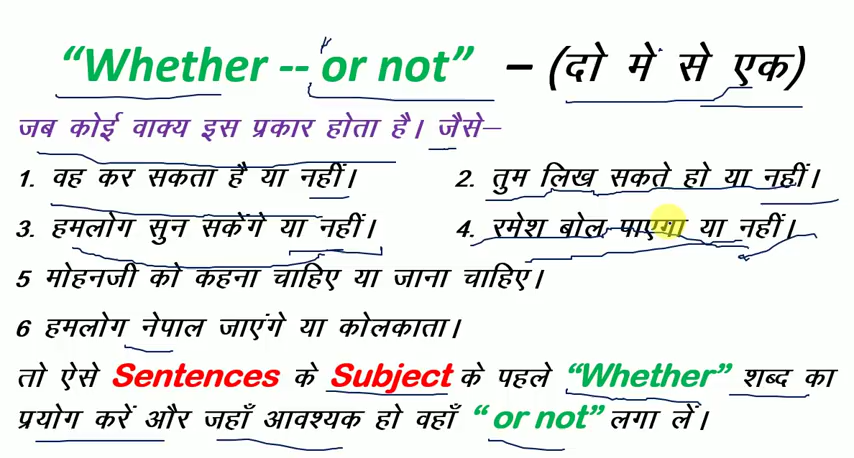 “Whether -- or not” – (दो में से एक)
जब कोई वाक्य इस प्रकार होता है। जैसे–
1. वह कर सकता है या नहीं। 2. तुम लिख सकते हो या नहीं।
3. हमलोग सुन सकेंगे या नहीं। 4. रमेश बोल पाएगा या नहीं।
5 मोहनजी को कहना चाहिए या जाना चाहिए।
6 हमलोग नेपाल जाएंगे या कोलकाता।
तो ऐसे Sentences के Subject के पहले “Whether” शब्द का
प्रयोग करें और जहाँ आवश्यक हो वहाँ “ or not” लगा लें।